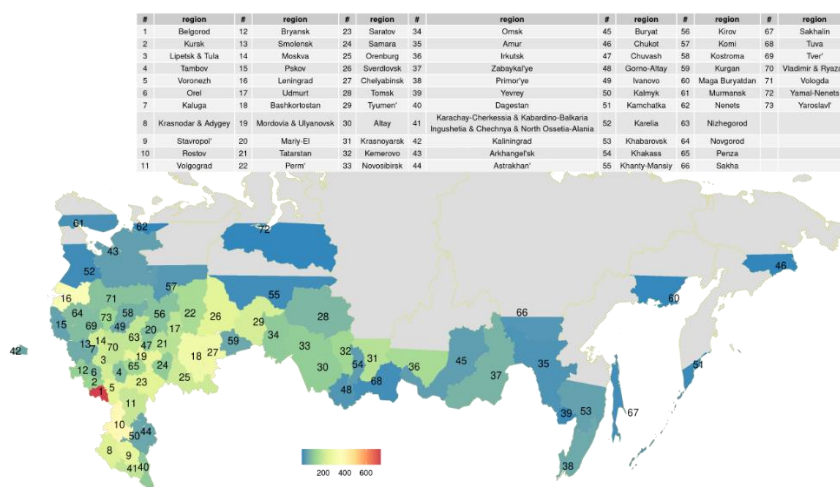 # region # region # region # region # region # region # region
1 Belgorod 12 Bryansk 23 Saratov 34 Omsk 45 Buryat 56 Kirov 67 Sakhalin
2 Kursk 13 Smolensk 24 Samara 35 Amur 46 Chukot 57 Komi 68 Tuva
3 Lipetsk & Tula 14 Moskva 25 Orenburg 36 Irkutsk 47 Chuvash 58 Kostroma 69 Tver'
4 Tambov 15 Pskov 26 Sverdovsk 37 Zabaykal'ye 48 Gorno-Altay 59 Kurgan 70 Vladimir & Ryaza
5 Voronezh 16 Leningrad 27 Chelyabinsk 38 Primor'ye 49 Ivanovo 60 Maga Buryatdan 71 Vologda
6 Orel 17 Udmurt 28 Tomsk 39 Yevrey 50 Kalmyk 61 Murmansk 72 Yamal-Nenets
7 Kaluga 18 Bashkortostan 29 Tyumen' 40 Dagestan 51 Kamchatka 62 Nenets 73 Yaroslavl'
8 Krasnodar & Adygey 19 Mordovia & Ulyanovsk 30 Altay 41 Karachay-Cherkessia & Kabardino-Balkaria 52 Karelia 63 Nizhegorod
Ingushetia & Chechnya & North Ossetia-Alania
9 Stavropol' 20 Mariy-El 31 Krasnoyarsk 42 Kaliningrad 53 Khabarovsk 64 Novgorod
10 Rostov 21 Tatarstan 32 Kemerovo 43 Arkhangel'sk 54 Khakass 65 Penza
11 Volgograd 22 Perm' 33 Novosibirsk 44 Astrakhan' 55 Khanty-Mansiy 66 Sakha
61 62 72
43
52 46
57
16 71 55 60
64 58 56 22 26 28 66
15 69 73 49 20 17 29
13 7 14 63 47 21 59 34
42 3 70 19 18 27 33 32 31 36 45 35 51
12 6 4 65 24 30 54 37
2 23 25 48 68
1 5
11 39 53 67
10 50 44
8 9 38
41 40
200 400 600